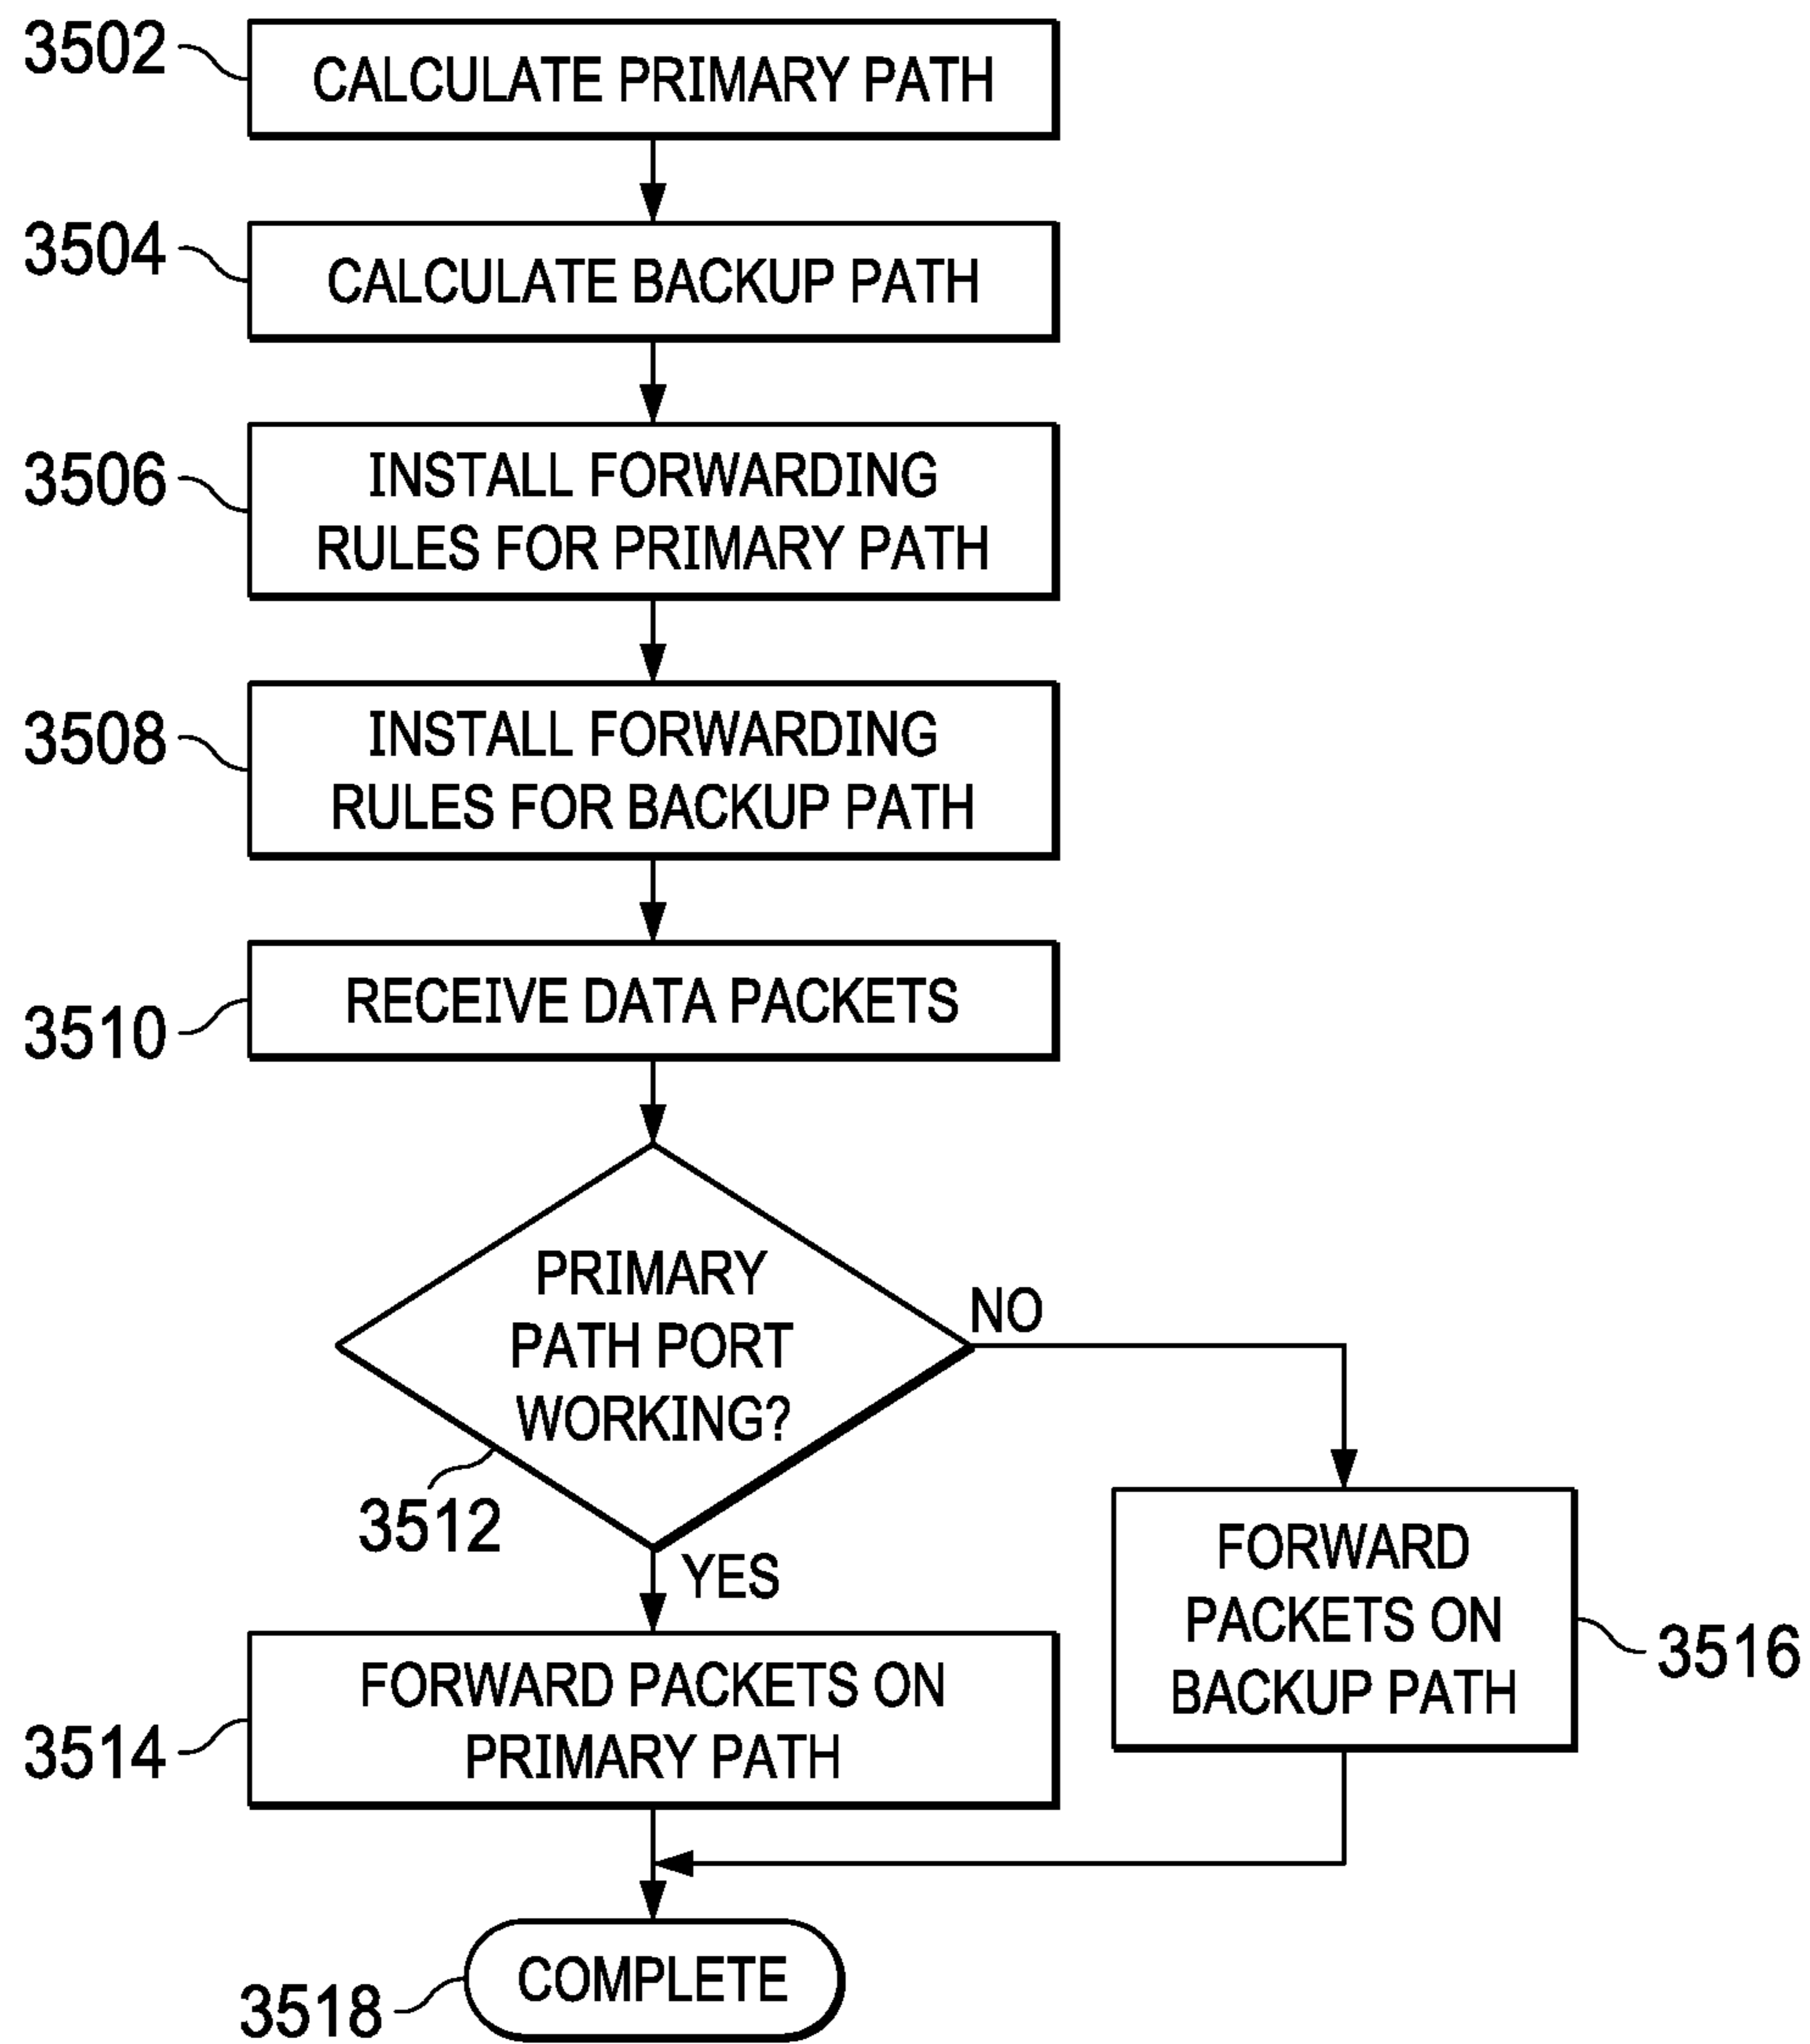 3502
CALCULATE PRIMARY PATH
3504
CALCULATE BACKUP PATH
3506
INSTALL FORWARDING
RULES FOR PRIMARY PATH
3508
INSTALL FORWARDING
RULES FOR BACKUP PATH
3510
RECEIVE DATA PACKETS
PRIMARY
PATH PORT
WORKING?
3512
NO
YES
FORWARD
PACKETS ON
BACKUP PATH
3516
3514
FORWARD PACKETS ON
PRIMARY PATH
3518
COMPLETE